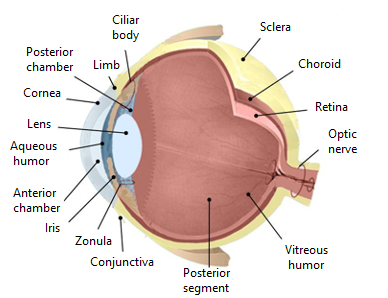 Ciliar
body
Sclera
Posterior
chamber
Limb
Choroid
Cornea
Retina
Lens
Optic
nerve
Aqueous
humor
Anterior
chamber
Iris
Zonula
Conjunctiva
Posterior
segment
Vitreous
humor